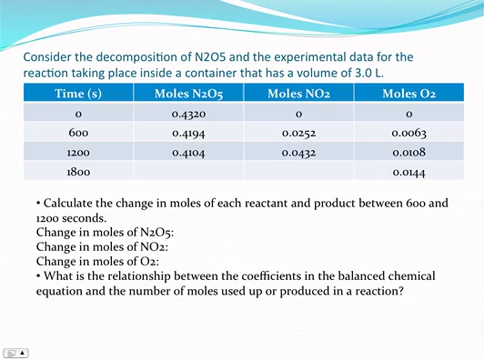 Consider the decomposition of N2O5 and the experimental data for the
reaction taking place inside a container that has a volume of 3.0 L.
Time (s) Moles N2O5 Moles NO2 Moles O2
0 0.4320 0 0
600 0.4194 0.0252 0.0063
1200 0.4104 0.0432 0.0108
1800 0.0144
• Calculate the change in moles of each reactant and product between 600 and
1200 seconds.
Change in moles of N2O5:
Change in moles of NO2:
Change in moles of O2:
• What is the relationship between the coefficients in the balanced chemical
equation and the number of moles used up or produced in a reaction?